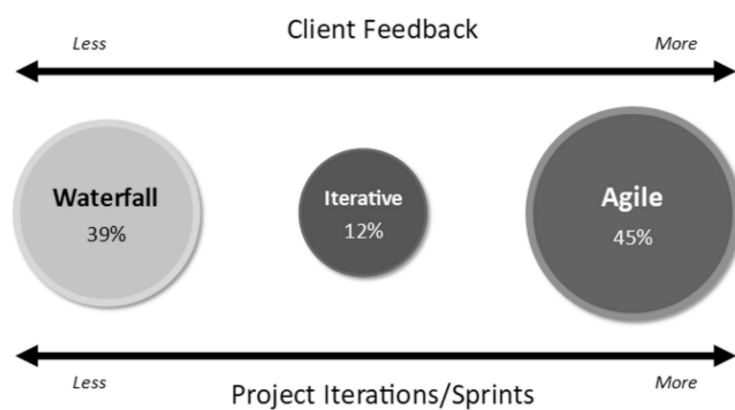 Client Feedback
Less
More
Waterfall
39%
Iterative
12%
Agile
45%
Less
More
Project Iterations/Sprints